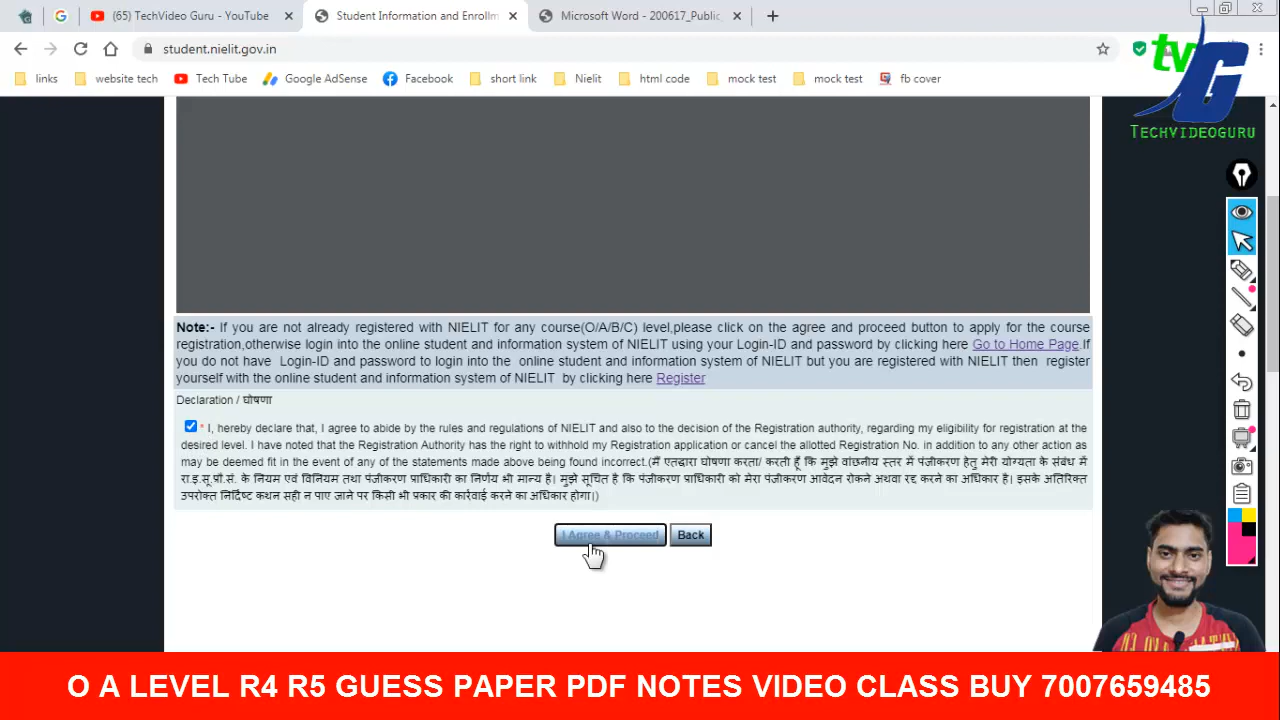 (65) TechVideo Guru - YouTube
Student Information and Enrollm
Microsoft Word - 200617_Public
student.nielit.gov.in
links
website tech
Tech Tube
Google AdSense
Facebook
short link
Nielit
html code
mock test
mock test
fb cover
tvG
TECHVIDEOGURU
Note:- If you are not already registered with NIELIT for any course(O/A/B/C) level,please click on the agree and proceed button to apply for the course
registration,otherwise login into the online student and information system of NIELIT using your Login-ID and password by clicking here Go to Home Page.If
you do not have Login-ID and password to login into the online student and information system of NIELIT but you are registered with NIELIT then register
yourself with the online student and information system of NIELIT by clicking here Register
Declaration / घोषणा
* I, hereby declare that, I agree to abide by the rules and regulations of NIELIT and also to the decision of the Registration authority, regarding my eligibility for registration at the
desired level. I have noted that the Registration Authority has the right to withhold my Registration application or cancel the allotted Registration No. in addition to any other action as
may be deemed fit in the event of any of the statements made above being found incorrect.(मैं एतद्वारा घोषणा करता/ करती हूँ कि मुझे वांछनीय स्तर में पंजीकरण हेतु मेरी योग्यता के संबंध में
रा.इ.सू.प्रौ.सं. के नियम एवं विनियम तथा पंजीकरण प्राधिकारी का निर्णय भी मान्य है। मुझे सूचित है कि पंजीकरण प्राधिकारी को मेरा पंजीकरण आवेदन रोकने अथवा रद्द करने का अधिकार है। इसके अतिरिक्त
उपरोक्त निर्दिष्ट कथन सही न पाए जाने पर किसी भी प्रकार की कार्रवाई करने का अधिकार होगा।)
I Agree & Proceed
Back
O A LEVEL R4 R5 GUESS PAPER PDF NOTES VIDEO CLASS BUY 7007659485